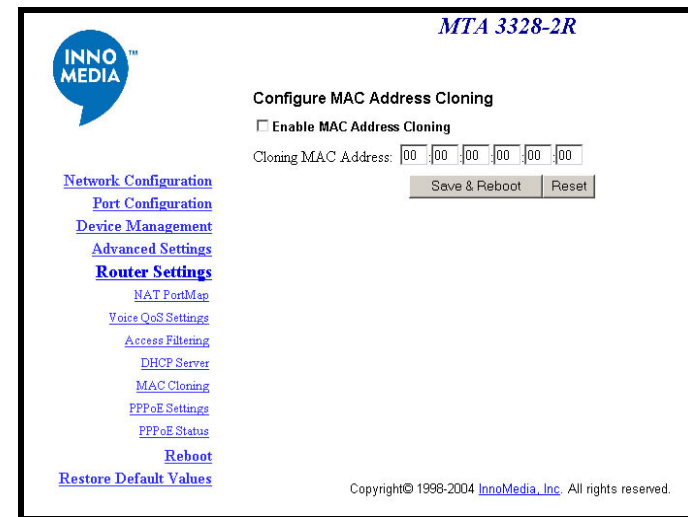 MTA 3328-2R
INNO TM
MEDIA
Configure MAC Address Cloning
Enable MAC Address Cloning
Cloning MAC Address: 00 :00 :00 :00 :00 :00
Save & Reboot Reset
Network Configuration
Port Configuration
Device Management
Advanced Settings
Router Settings
NAT PortMap
Voice QoS Settings
Access Filtering
DHCP Server
MAC Cloning
PPPoE Settings
PPPoE Status
Reboot
Restore Default Values
Copyright© 1998-2004 InnoMedia, Inc. All rights reserved.